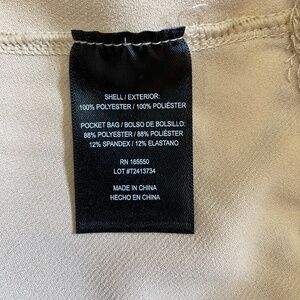 SHELL / EXTERIOR:
100% POLYESTER / 100% POLIÉSTER
POCKET BAG / BOLSO DE BOLSILLO:
88% POLYESTER / 88% POLIÉSTER
12% SPANDEX / 12% ELASTANO
RN 165550
LOT #T2413734
MADE IN CHINA
HECHO EN CHINA